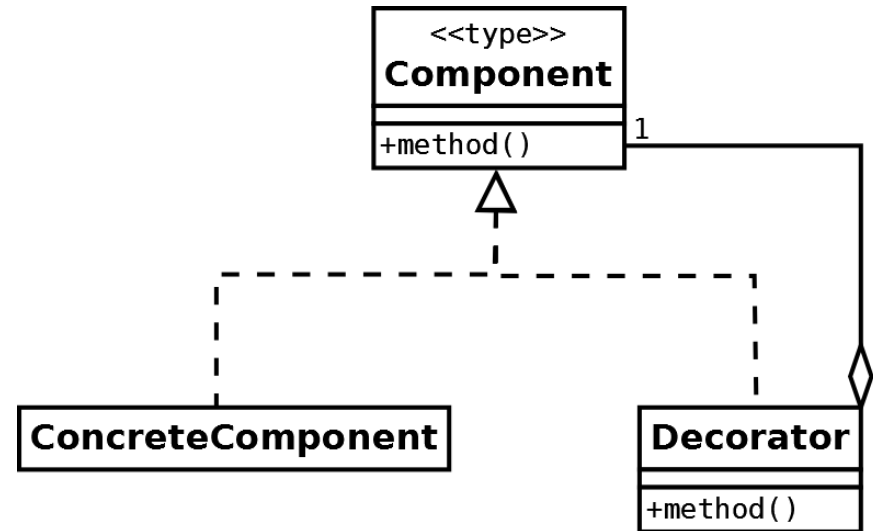 <<type>>
Component
+method()
1
ConcreteComponent
Decorator
+method()